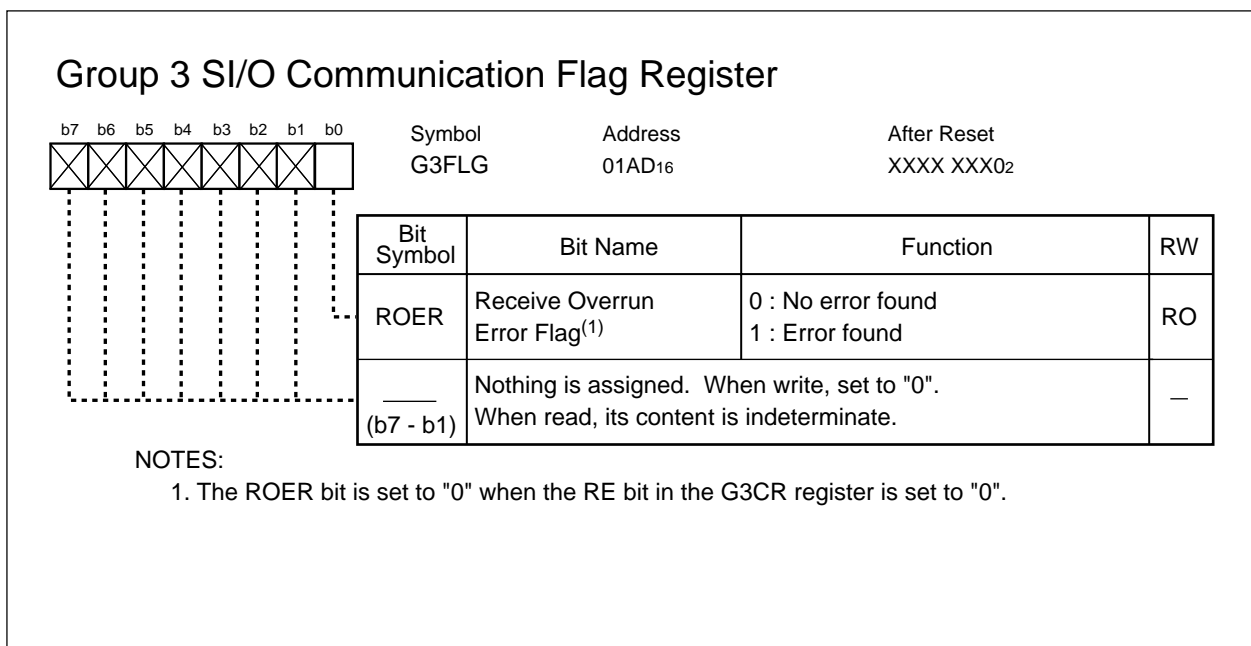 Group 3 SI/O Communication Flag Register
b7 b6 b5 b4 b3 b2 b1 b0
Symbol Address After Reset
G3FLG 01AD16 XXXX XXX02
Bit Symbol Bit Name Function RW
ROER Receive Overrun Error Flag(1) 0 : No error found 1 : Error found RO
(b7 - b1) Nothing is assigned. When write, set to "0". When read, its content is indeterminate. —
NOTES:
1. The ROER bit is set to "0" when the RE bit in the G3CR register is set to "0".